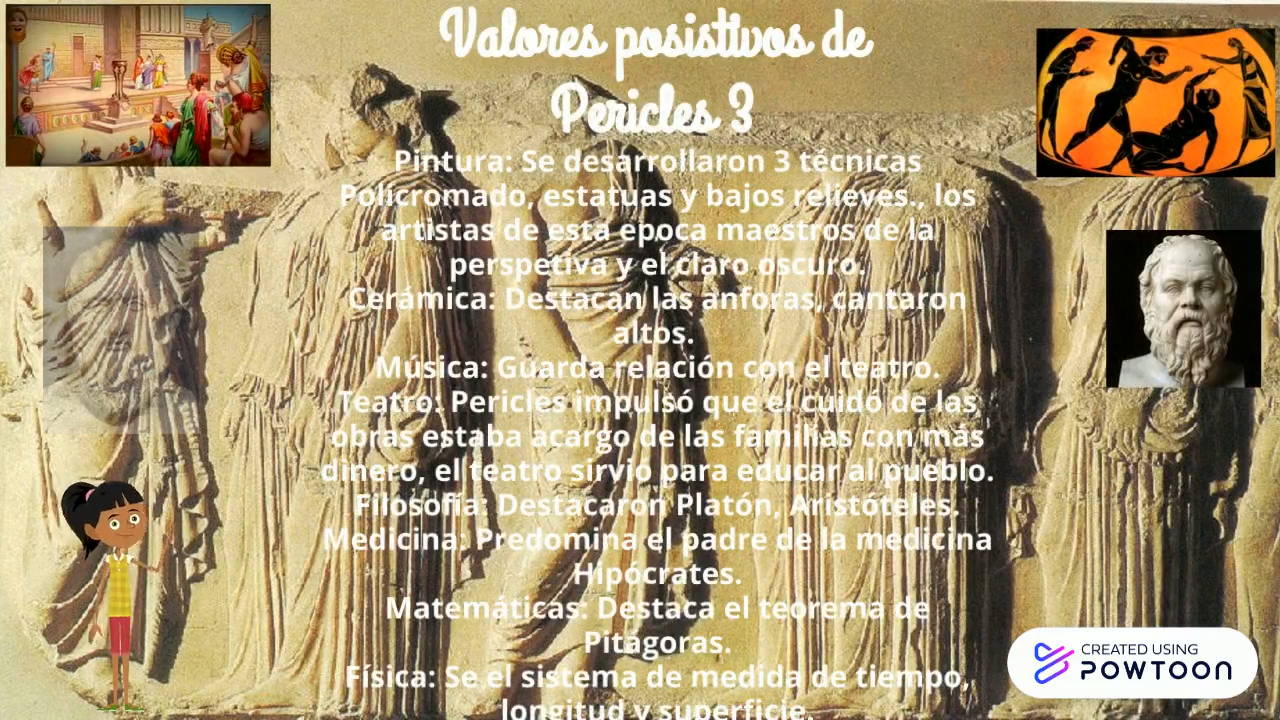 Valores posistivos de
Pericles 3
Pintura: Se desarrollaron 3 técnicas
Policromado, estatuas y bajos relieves., los
artistas de esta epoca maestros de la
perspetiva y el claro oscuro.
Cerámica: Destacan las anforas, cantaron
altos.
Música: Guarda relación con el teatro.
Teatro: Pericles impulsó que el cuidó de las
obras estaba acargo de las familias con más
dinero, el teatro sirvio para educar al pueblo.
Filosofía: Destacaron Platón, Aristóteles.
Medicina: Predomina el padre de la medicina
Hipócrates.
Matemáticas: Destaca el teorema de
Pitágoras.
Física: Se el sistema de medida de tiempo,
longitud y superficie.
CREATED USING
POWTOON